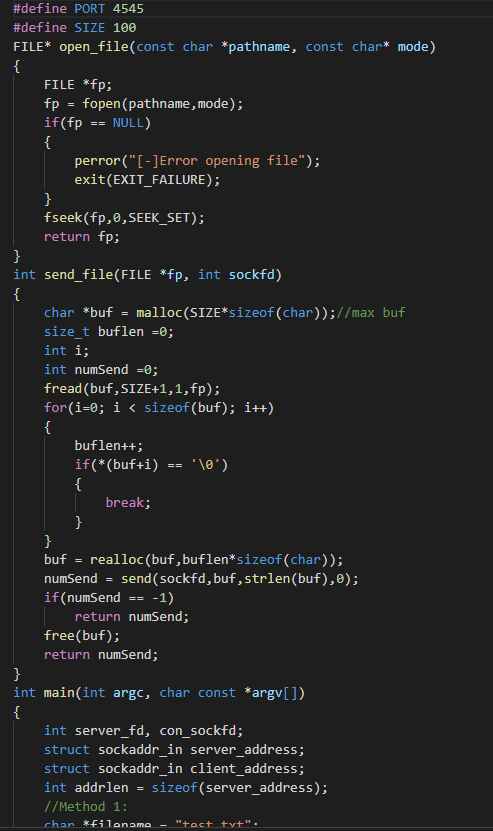 #define PORT 4545
#define SIZE 100
FILE* open_file(const char *pathname, const char* mode)
{
    FILE *fp;
    fp = fopen(pathname,mode);
    if(fp == NULL)
    {
        perror("[-]Error opening file");
        exit(EXIT_FAILURE);
    }
    fseek(fp,0,SEEK_SET);
    return fp;
}
int send_file(FILE *fp, int sockfd)
{
    char *buf = malloc(SIZE*sizeof(char));//max buf
    size_t buflen =0;
    int i;
    int numSend =0;
    fread(buf,SIZE+1,1,fp);
    for(i=0; i < sizeof(buf); i++)
    {
        buflen++;
        if(*(buf+i) == '\0')
        {
            break;
        }
    }
    buf = realloc(buf,buflen*sizeof(char));
    numSend = send(sockfd,buf,strlen(buf),0);
    if(numSend == -1)
        return numSend;
    free(buf);
    return numSend;
}
int main(int argc, char const *argv[])
{
    int server_fd, con_sockfd;
    struct sockaddr_in server_address;
    struct sockaddr_in client_address;
    int addrlen = sizeof(server_address);
    //Method 1:
    char *filename = "test.txt";